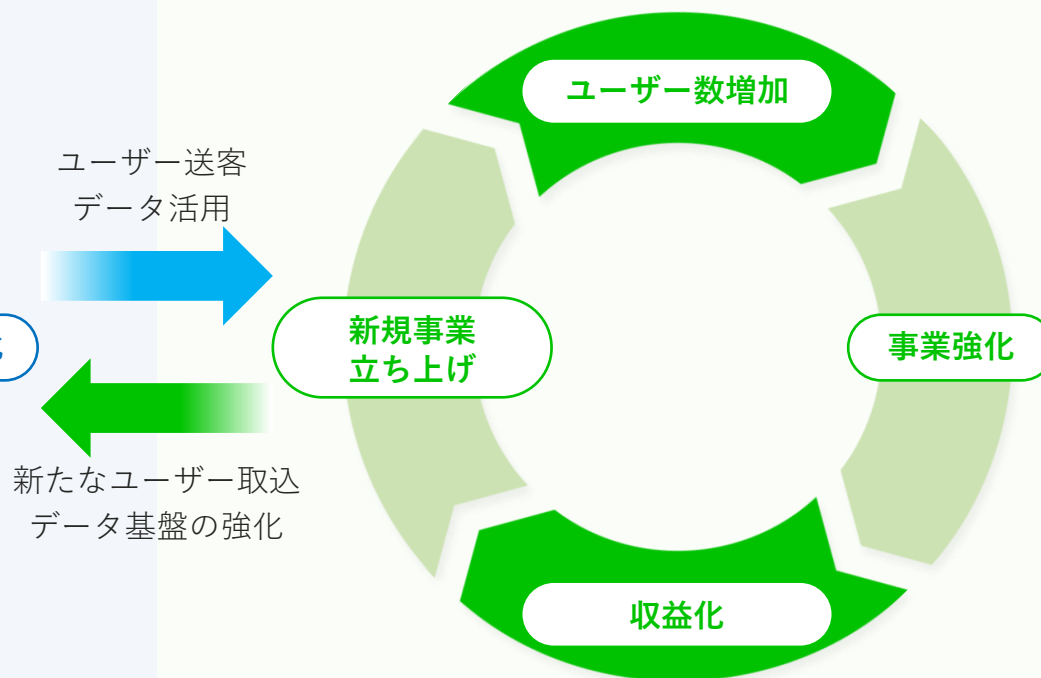 ユーザー数増加
ユーザー送客
データ活用
新規事業
立ち上げ
事業強化
新たなユーザー取込
データ基盤の強化
収益化